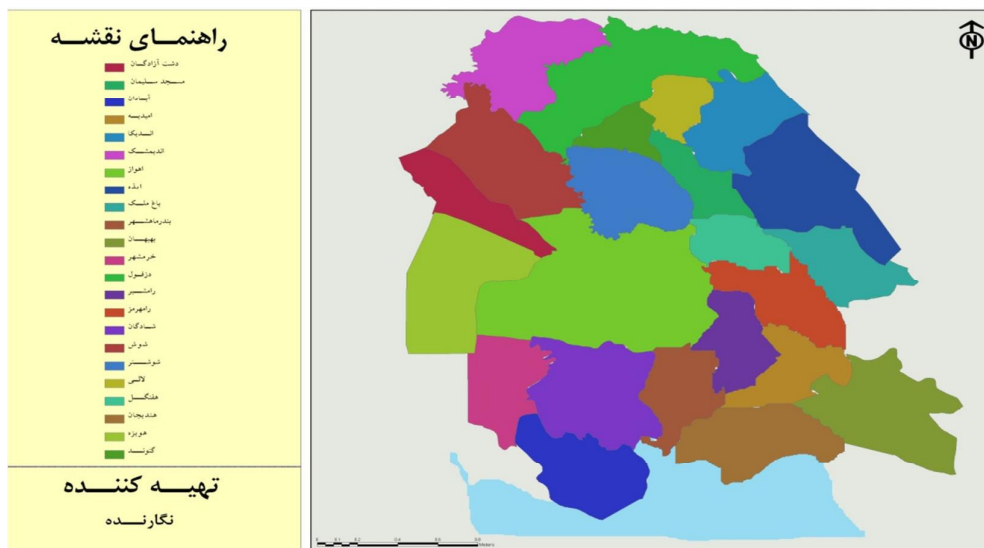 راهنمای نقشه
دشت آزادگان
مسجد سلیمان
آبادان
امیدیه
اندیکا
اندیمشک
اهواز
ایذه
باغ ملک
بندرماهشهر
بهبهان
خرمشهر
دزفول
رامشیر
رامهرمز
شادگان
شوش
شوشتر
لالی
هفتگل
هندیجان
هویزه
گتوند
تهیه کننده
نگارنده
N